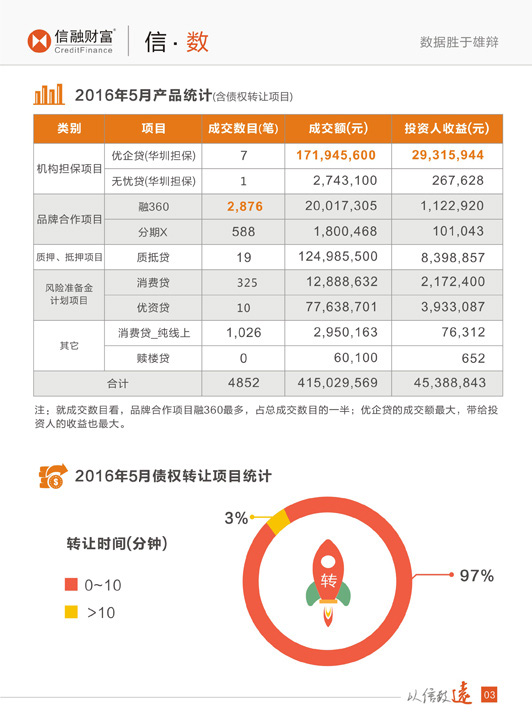 信融财富®
CreditFinance
信·数
数据胜于雄辩
2016年5月产品统计(含债权转让项目)
类别 项目 成交数目(笔) 成交额(元) 投资人收益(元)
机构担保项目 优企贷(华圳担保) 7 171,945,600 29,315,944
无忧贷(华圳担保) 1 2,743,100 267,628
品牌合作项目 融360 2,876 20,017,305 1,122,920
分期X 588 1,800,468 101,043
质押、抵押项目 质抵贷 19 124,985,500 8,398,857
风险准备金
计划项目
消费贷 325 12,888,632 2,172,400
优资贷 10 77,638,701 3,933,087
其它 消费贷_纯线上 1,026 2,950,163 76,312
赎楼贷 0 60,100 652
合计 4852 415,029,569 45,388,843
注：就成交数目看，品牌合作项目融360最多，占总成交数目的一半；优企贷的成交额最大，带给投
资人的收益也最大。
2016年5月债权转让项目统计
3%
转让时间(分钟)
0~10
>10
转
97%
以信致远
03